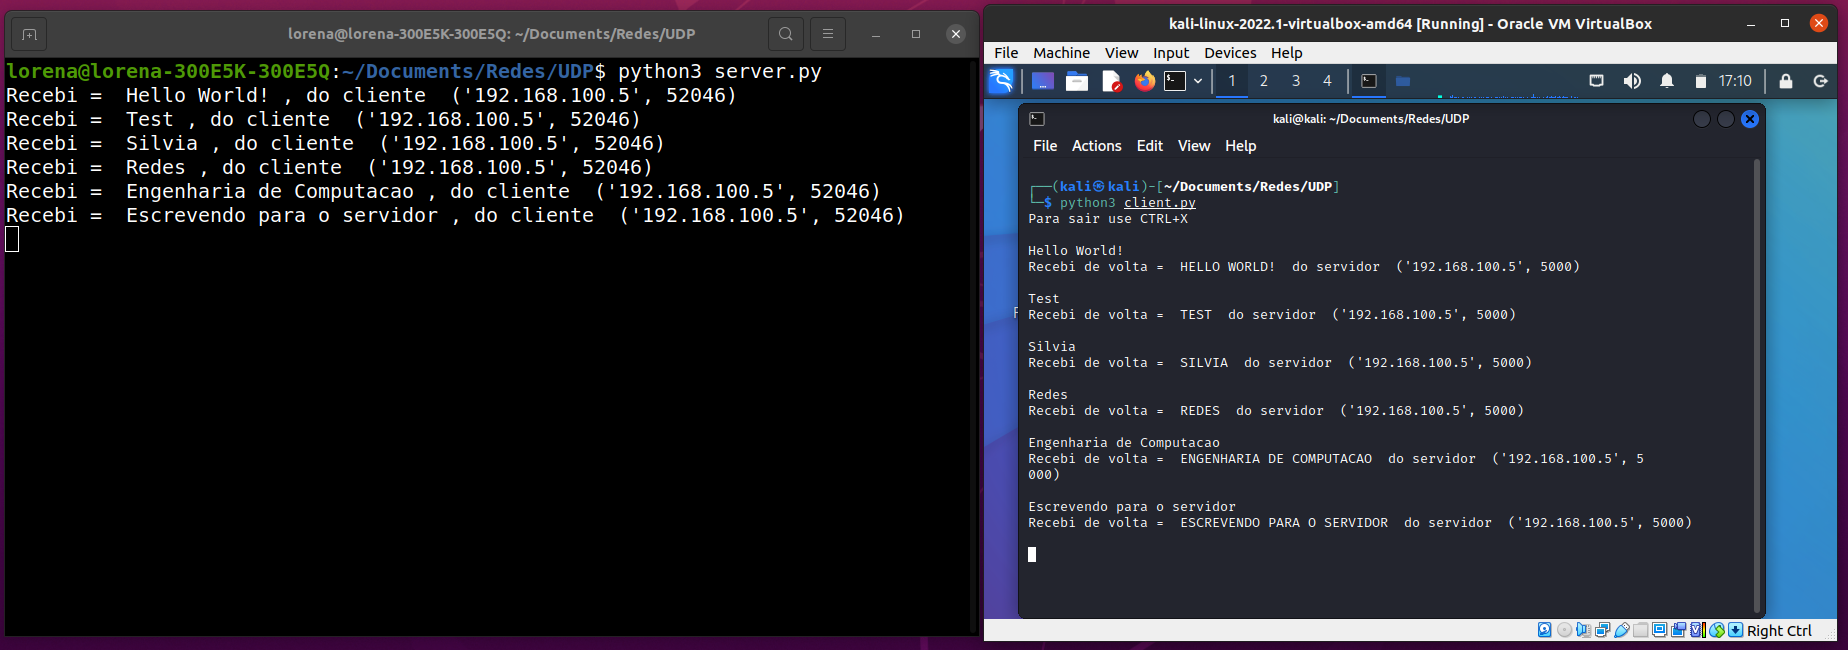 lorena@lorena-300E5K-300E5Q: ~/Documents/Redes/UDP
lorena@lorena-300E5K-300E5Q:~/Documents/Redes/UDP$ python3 server.py
Recebi =  Hello World! , do cliente  ('192.168.100.5', 52046)
Recebi =  Test , do cliente  ('192.168.100.5', 52046)
Recebi =  Silvia , do cliente  ('192.168.100.5', 52046)
Recebi =  Redes , do cliente  ('192.168.100.5', 52046)
Recebi =  Engenharia de Computacao , do cliente  ('192.168.100.5', 52046)
Recebi =  Escrevendo para o servidor , do cliente  ('192.168.100.5', 52046)
kali-linux-2022.1-virtualbox-amd64 [Running] - Oracle VM VirtualBox
File Machine View Input Devices Help
1 2 3 4 17:10
kali@kali: ~/Documents/Redes/UDP
File Actions Edit View Help
┌──(kali㉿kali)-[~/Documents/Redes/UDP]
└─$ python3 client.py
Para sair use CTRL+X
Hello World!
Recebi de volta =  HELLO WORLD!  do servidor  ('192.168.100.5', 5000)
Test
Recebi de volta =  TEST  do servidor  ('192.168.100.5', 5000)
Silvia
Recebi de volta =  SILVIA  do servidor  ('192.168.100.5', 5000)
Redes
Recebi de volta =  REDES  do servidor  ('192.168.100.5', 5000)
Engenharia de Computacao
Recebi de volta =  ENGENHARIA DE COMPUTACAO  do servidor  ('192.168.100.5', 5
000)
Escrevendo para o servidor
Recebi de volta =  ESCREVENDO PARA O SERVIDOR  do servidor  ('192.168.100.5', 5000)
Right Ctrl